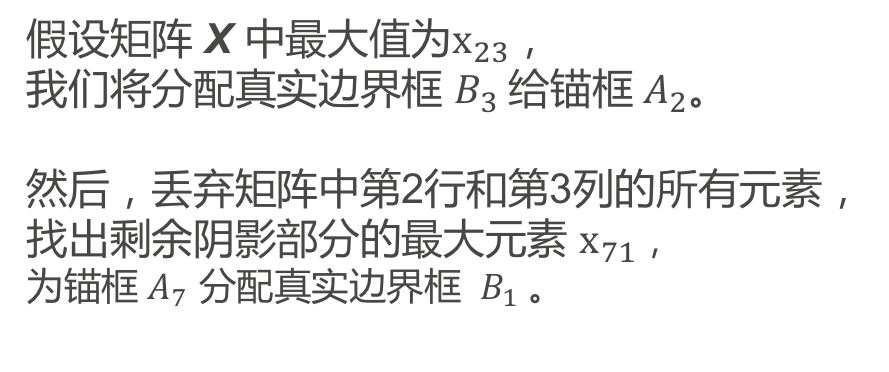 假设矩阵 X 中最大值为x₂₃，
我们将分配真实边界框 B₃ 给锚框 A₂。
然后，丢弃矩阵中第2行和第3列的所有元素，
找出剩余阴影部分的最大元素 x₇₁，
为锚框 A₇ 分配真实边界框 B₁ 。